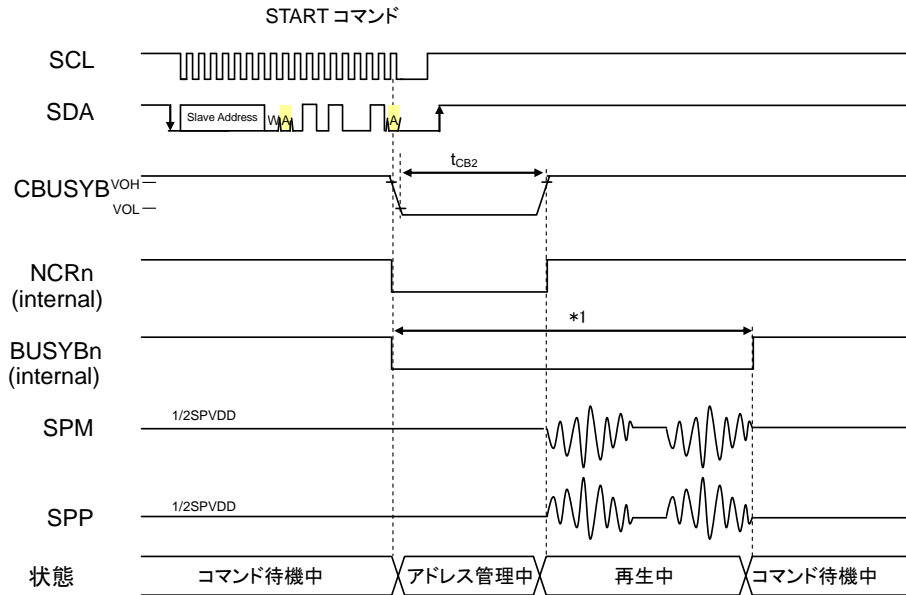 START コマンド
SCL
SDA
Slave Address
W
A
A
tCB2
CBUSYB
VOH
VOL
NCRn
(internal)
*1
BUSYBn
(internal)
1/2SPVDD
SPM
1/2SPVDD
SPP
状態
コマンド待機中
アドレス管理中
再生中
コマンド待機中